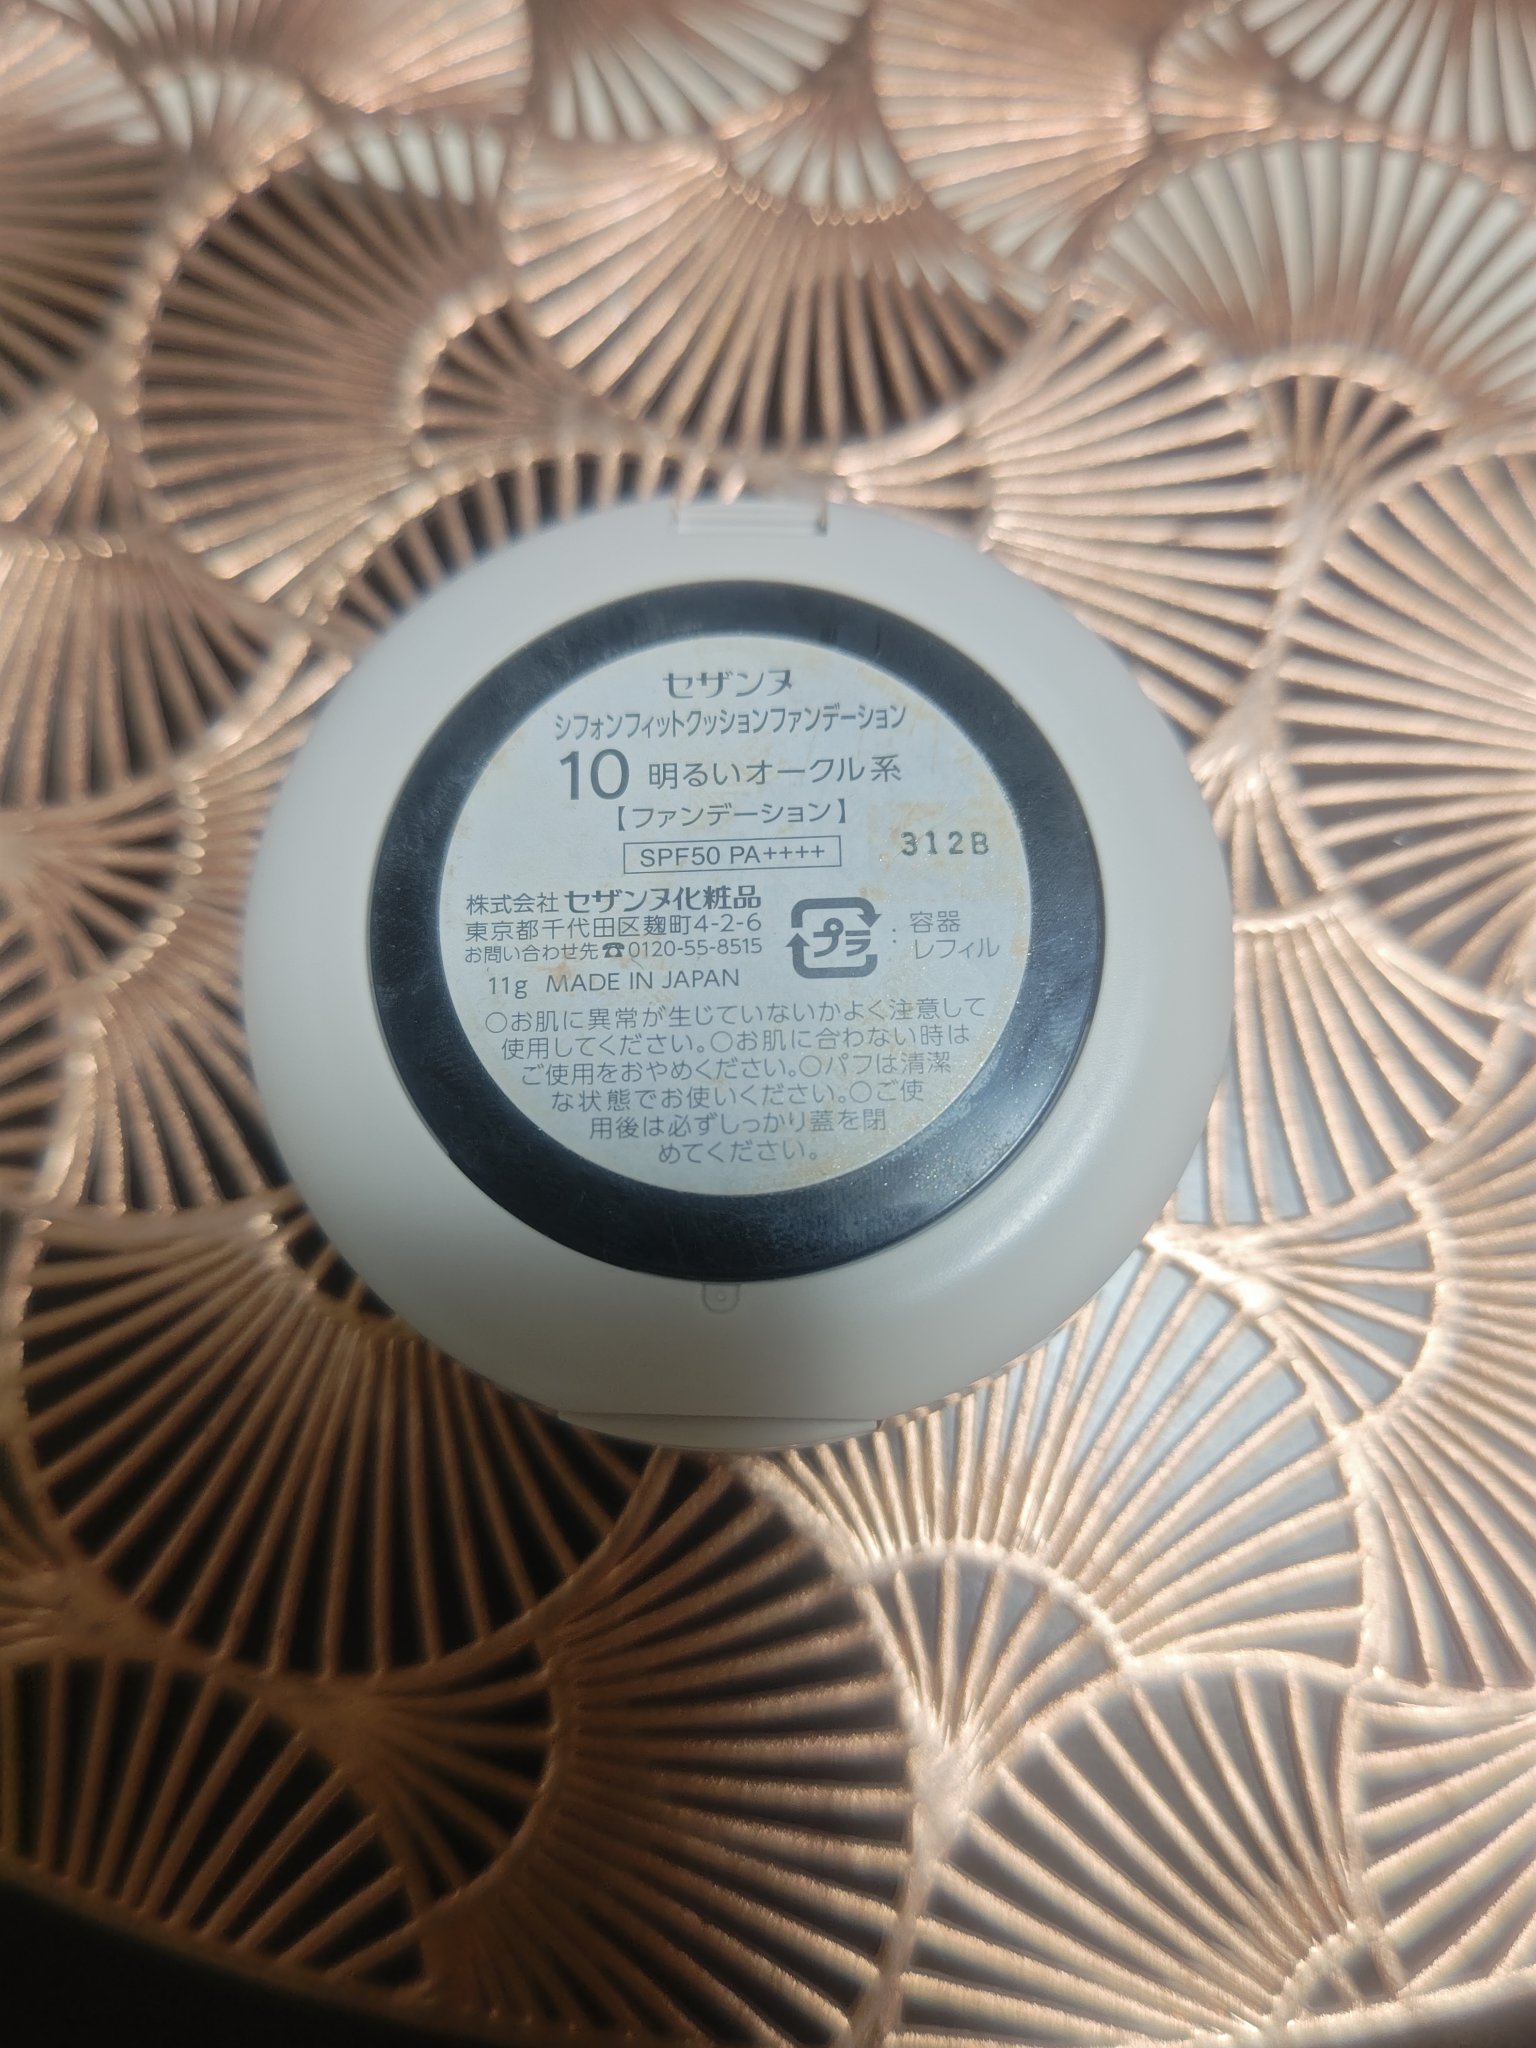 セザンヌ
シフォンフィットクッションファンデーション
10 明るいオークル系
【ファンデーション】
SPF50 PA++++
312B
株式会社 セザンヌ化粧品
東京都千代田区麹町4-2-6
お問い合わせ先☎0120-55-8515
プラ
: 容器
レフィル
11g MADE IN JAPAN
○お肌に異常が生じていないかよく注意して
使用してください。○お肌に合わない時は
ご使用をおやめください。○パフは清潔
な状態でお使いください。○ご使
用後は必ずしっかり蓋を閉
めてください。